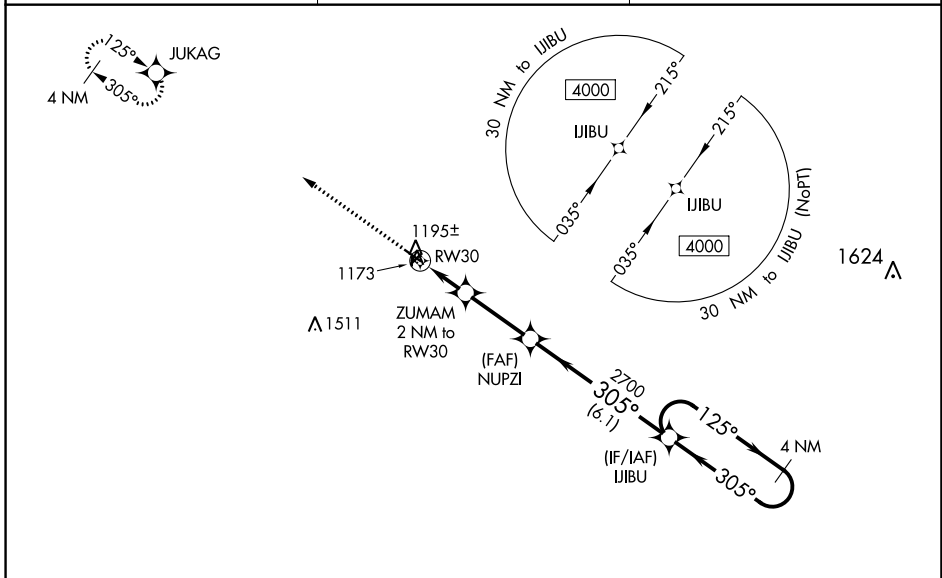 JUKAG
125°
305°
4 NM
30 NM to IJIBU
4000
215°
IJIBU
035°
215°
IJIBU
035°
4000
30 NM to IJIBU (NoPT)
1195±
RW30
1173
1624
1511
ZUMAM
2 NM to
RW30
(FAF)
NUPZI
2700
305°
(6.1)
(IF/IAF)
IJIBU
125°
4 NM
305°